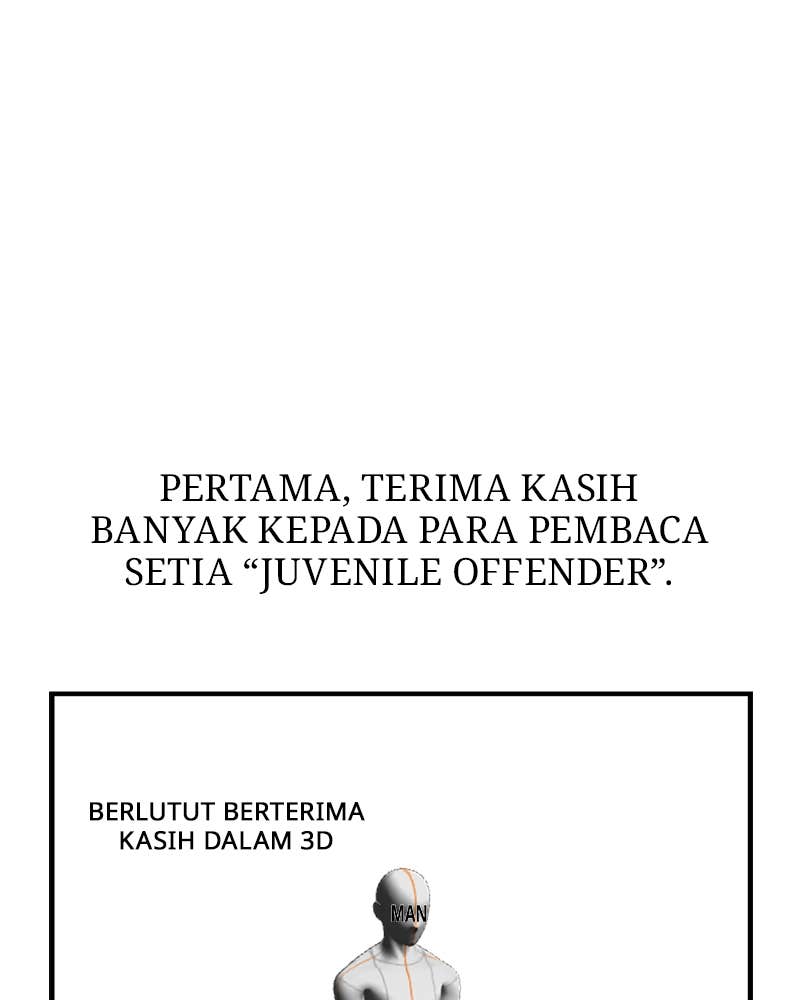 PERTAMA, TERIMA KASIH
BANYAK KEPADA PARA PEMBACA
SETIA “JUVENILE OFFENDER”.
BERLUTUT BERTERIMA
KASIH DALAM 3D
MAN